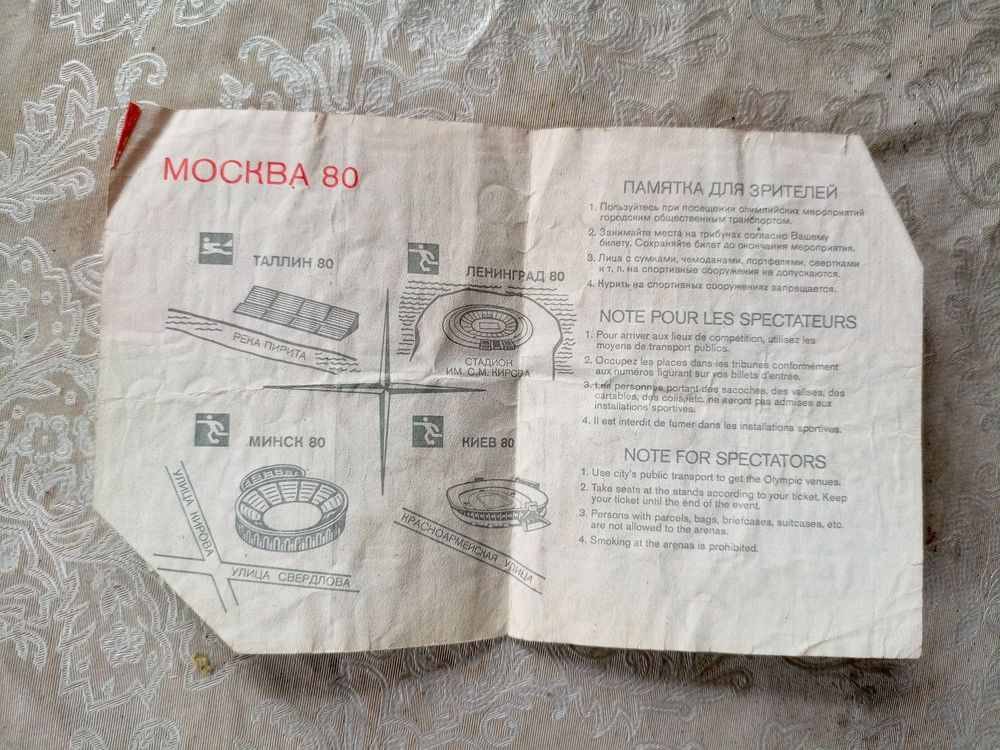 МОСКВА 80
ТАЛЛИН 80
РЕКА ПИРИТА
ЛЕНИНГРАД 80
СТАДИОН
ИМ. С.М. КИРОВА
МИНСК 80
УЛИЦА КИРОВА
УЛИЦА СВЕРДЛОВА
КИЕВ 80
КРАСНОАРМЕЙСКАЯ УЛИЦА
ПАМЯТКА ДЛЯ ЗРИТЕЛЕЙ
1. Пользуйтесь при посещении олимпийских мероприятий
городским общественным транспортом.
2. Занимайте места на трибунах согласно Вашему
билету. Сохраняйте билет до окончания мероприятия.
3. Лица с сумками, чемоданами, портфелями, свертками
и т. п. на спортивные сооружения не допускаются.
4. Курить на спортивных сооружениях запрещается.
NOTE POUR LES SPECTATEURS
1. Pour arriver aux lieux de compétition, utilisez les
moyens de transport publics.
2. Occupez les places dans les tribunes conformément
aux numéros figurant sur vos billets d'entrée.
3. Les personnes portant des sacoches, des valises, des
cartables, des colis, etc. ne seront pas admises aux
installations sportives.
4. Il est interdit de fumer dans les installations sportives.
NOTE FOR SPECTATORS
1. Use city's public transport to get the Olympic venues.
2. Take seats at the stands according to your ticket. Keep
your ticket until the end of the event.
3. Persons with parcels, bags, briefcases, suitcases, etc.
are not allowed to the arenas.
4. Smoking at the arenas is prohibited.